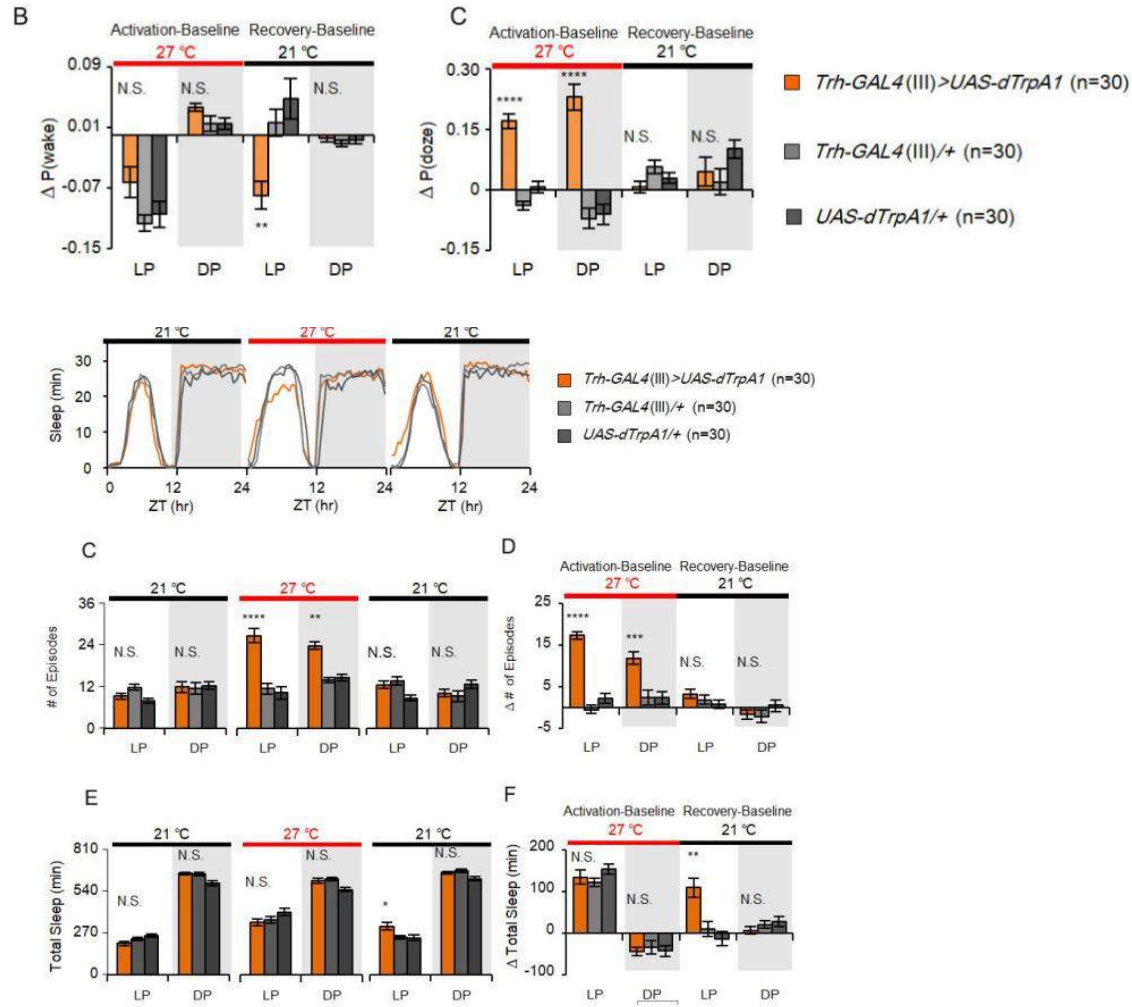 B
Activation-Baseline Recovery-Baseline
27 °C 21 °C
Δ P(wake)
0.09
0.01
-0.07
-0.15
N.S. N.S. ** N.S.
LP DP LP DP
C
Activation-Baseline Recovery-Baseline
27 °C 21 °C
Δ P(doze)
0.30
0.15
0
-0.15
**** **** N.S. N.S.
LP DP LP DP
Trh-GAL4(III)>UAS-dTrpA1 (n=30)
Trh-GAL4(III)/+ (n=30)
UAS-dTrpA1/+ (n=30)
21 °C 27 °C 21 °C
Sleep (min)
30
20
10
0
0 12 24 12 24 12 24
ZT (hr) ZT (hr) ZT (hr)
Trh-GAL4(III)>UAS-dTrpA1 (n=30)
Trh-GAL4(III)/+ (n=30)
UAS-dTrpA1/+ (n=30)
C
21 °C 27 °C 21 °C
# of Episodes
36
24
12
0
N.S. N.S. **** ** N.S. N.S.
LP DP LP DP LP DP
D
Activation-Baseline Recovery-Baseline
27 °C 21 °C
Δ # of Episodes
25
15
5
-5
**** *** N.S. N.S.
LP DP LP DP
E
21 °C 27 °C 21 °C
Total Sleep (min)
810
540
270
0
N.S. N.S. N.S. N.S. * N.S.
LP DP LP DP LP DP
F
Activation-Baseline Recovery-Baseline
27 °C 21 °C
Δ Total Sleep (min)
200
100
0
-100
N.S. N.S. ** N.S.
LP DP LP DP